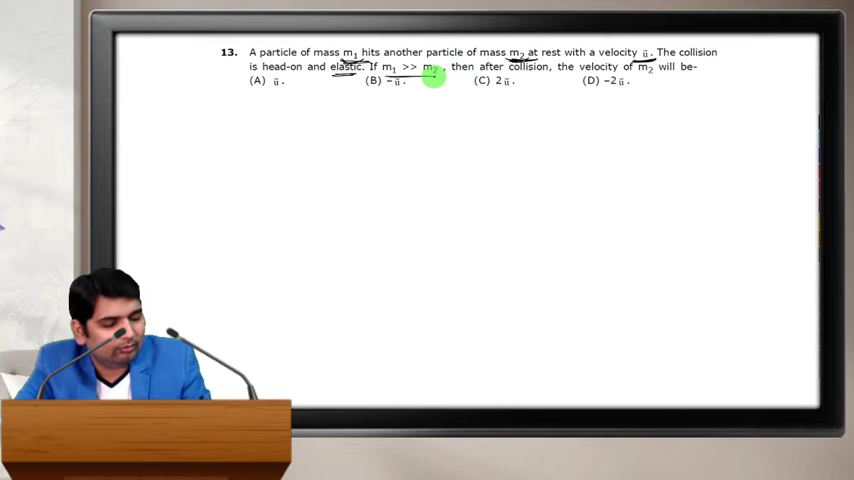 13. A particle of mass m₁ hits another particle of mass m₂ at rest with a velocity u⃗. The collision
is head-on and elastic. If m₁ >> m₂, then after collision, the velocity of m₂ will be-
(A) u⃗. (B) –u⃗. (C) 2u⃗. (D) –2u⃗.